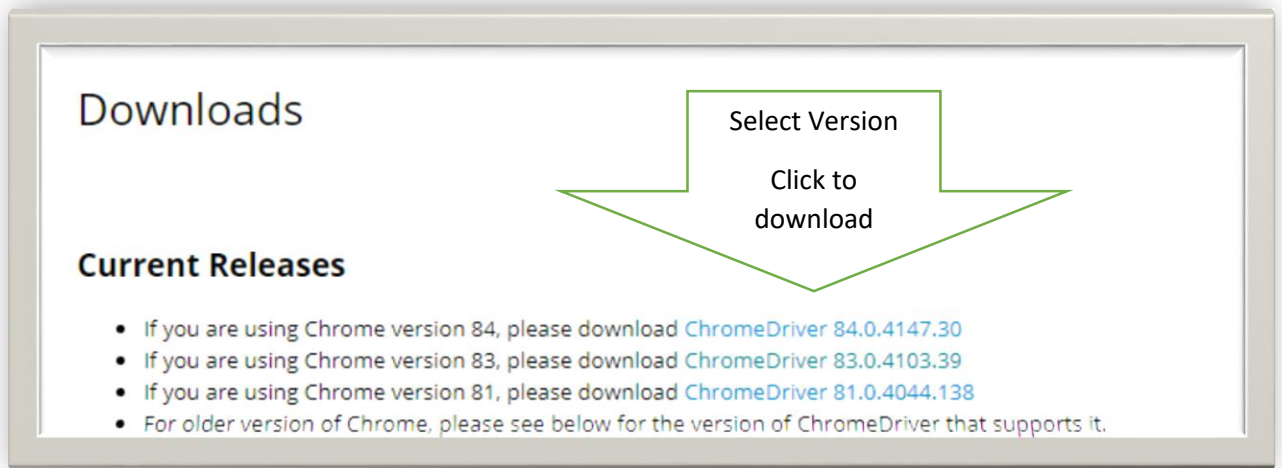 Downloads
Select Version
Click to
download
Current Releases
• If you are using Chrome version 84, please download ChromeDriver 84.0.4147.30
• If you are using Chrome version 83, please download ChromeDriver 83.0.4103.39
• If you are using Chrome version 81, please download ChromeDriver 81.0.4044.138
• For older version of Chrome, please see below for the version of ChromeDriver that supports it.